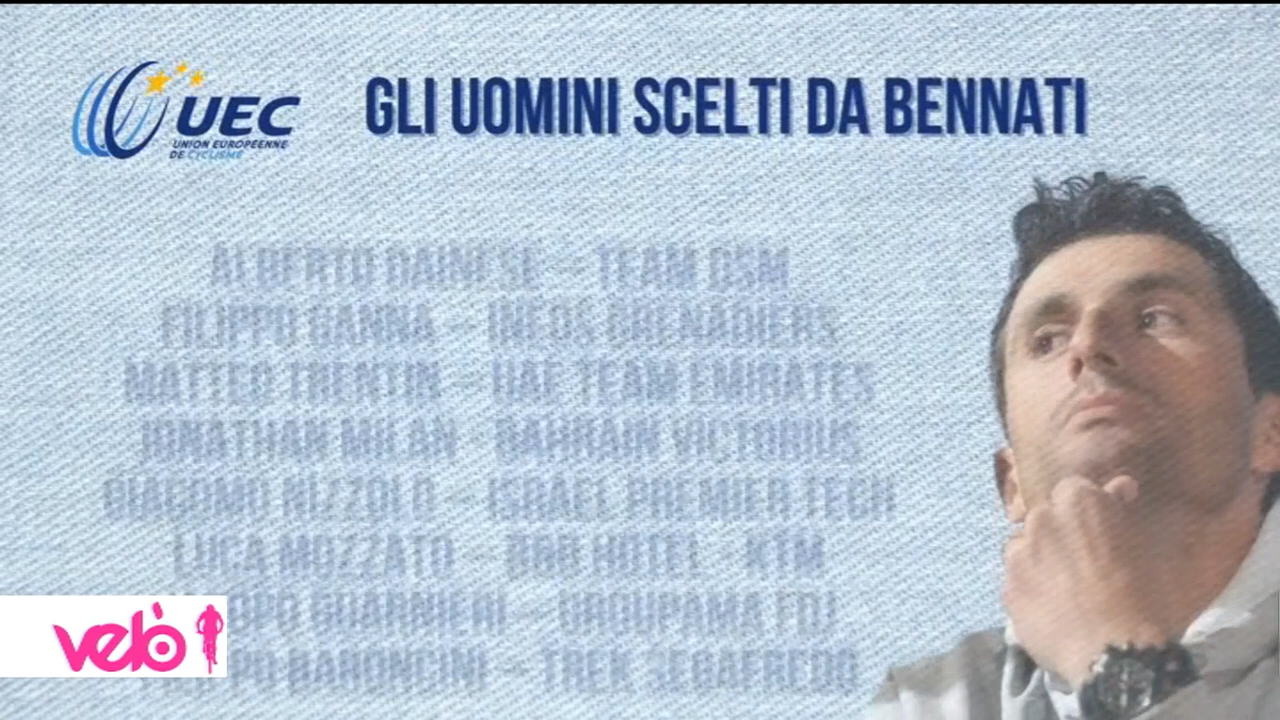 UEC
UNION EUROPÉENNE
DE CYCLISME
GLI UOMINI SCELTI DA BENNATI
ALBERTO DAINESE – TEAM DSM
FILIPPO GANNA – INEOS GRENADIERS
MATTEO TRENTIN – UAE TEAM EMIRATES
JONATHAN MILAN - BAHRAIN VICTORIUS
GIACOMO NIZZOLO – ISRAEL PREMIER TECH
LUCA MOZZATO – B&B HOTEL - KTM
GUARNIERI – GROUPAMA FDJ
BARONCINI – TREK SEGAFREDO
velò